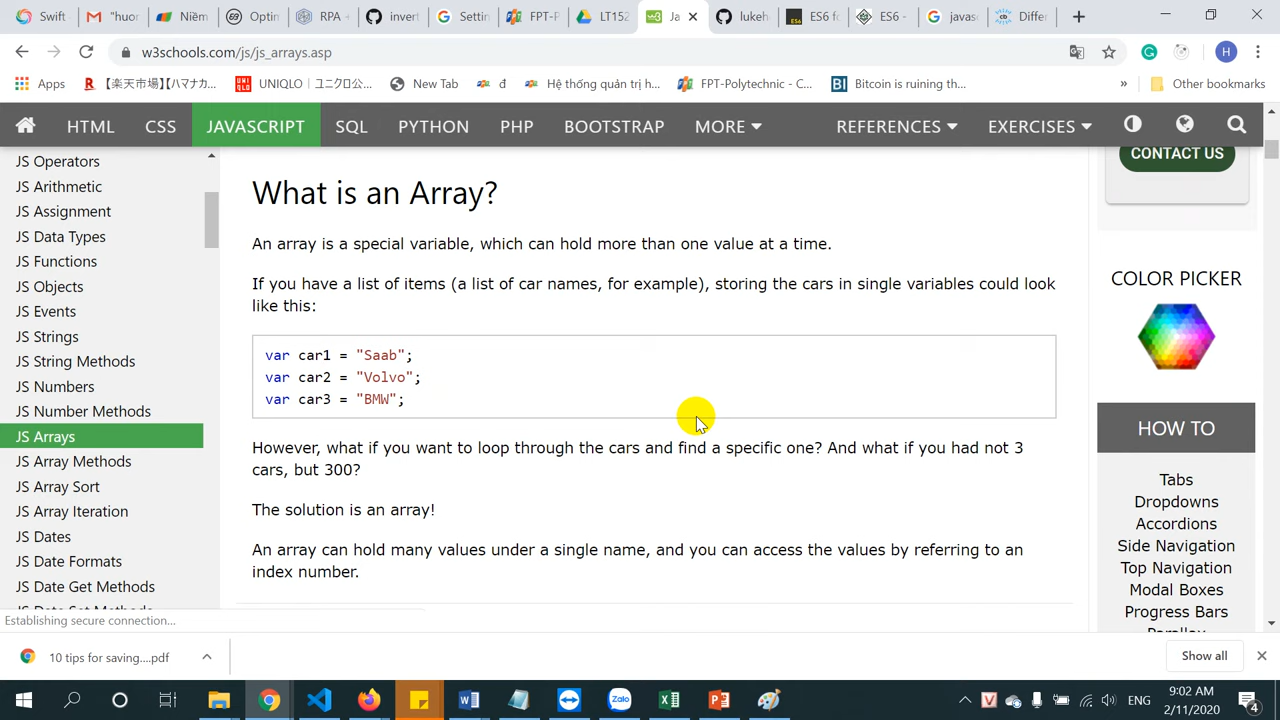 Swift
"huor
Niềm
Optin
RPA +
invert
Settin
FPT-P
LT152
Ja
lukeh
ES6 fo
ES6 -
javas
Differ
w3schools.com/js/js_arrays.asp
H
Apps
【楽天市場】【ハマナカ...
UNIQLO｜ユニクロ公...
New Tab
đ
Hệ thống quản trị h...
FPT-Polytechnic - C...
BI
Bitcoin is ruining th...
»
Other bookmarks
HTML
CSS
JAVASCRIPT
SQL
PYTHON
PHP
BOOTSTRAP
MORE
REFERENCES
EXERCISES
JS Operators
JS Arithmetic
JS Assignment
JS Data Types
JS Functions
JS Objects
JS Events
JS Strings
JS String Methods
JS Numbers
JS Number Methods
JS Arrays
JS Array Methods
JS Array Sort
JS Array Iteration
JS Dates
JS Date Formats
JS Date Get Methods
JS Date Set Methods
Establishing secure connection...
What is an Array?
An array is a special variable, which can hold more than one value at a time.
If you have a list of items (a list of car names, for example), storing the cars in single variables could look
like this:
var car1 = "Saab";
var car2 = "Volvo";
var car3 = "BMW";
However, what if you want to loop through the cars and find a specific one? And what if you had not 3
cars, but 300?
The solution is an array!
An array can hold many values under a single name, and you can access the values by referring to an
index number.
CONTACT US
COLOR PICKER
HOW TO
Tabs
Dropdowns
Accordions
Side Navigation
Top Navigation
Modal Boxes
Progress Bars
Parallax
10 tips for saving....pdf
Show all
Zalo
ENG
9:02 AM
2/11/2020
4